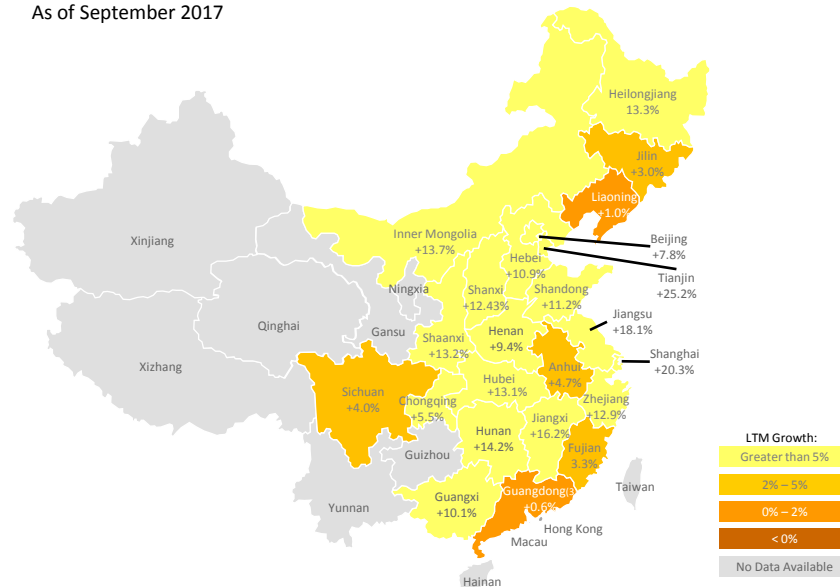 As of September 2017
Heilongjiang
13.3%
Jilin
+3.0%
Liaoning
+1.0%
Inner Mongolia
+13.7%
Beijing
+7.8%
Xinjiang
Hebei
+10.9%
Tianjin
+25.2%
Ningxia
Shanxi
+12.43%
Shandong
+11.2%
Jiangsu
+18.1%
Qinghai
Gansu
Shaanxi
+13.2%
Henan
+9.4%
Shanghai
+20.3%
Xizhang
Anhui
+4.7%
Sichuan
+4.0%
Hubei
+13.1%
Chongqing
+5.5%
Zhejiang
+12.9%
Jiangxi
+16.2%
Hunan
+14.2%
Fujian
3.3%
Guizhou
Taiwan
Yunnan
Guangxi
+10.1%
Guangdong(3)
+0.6%
Hong Kong
Macau
Hainan
LTM Growth:
Greater than 5%
2% – 5%
0% – 2%
< 0%
No Data Available